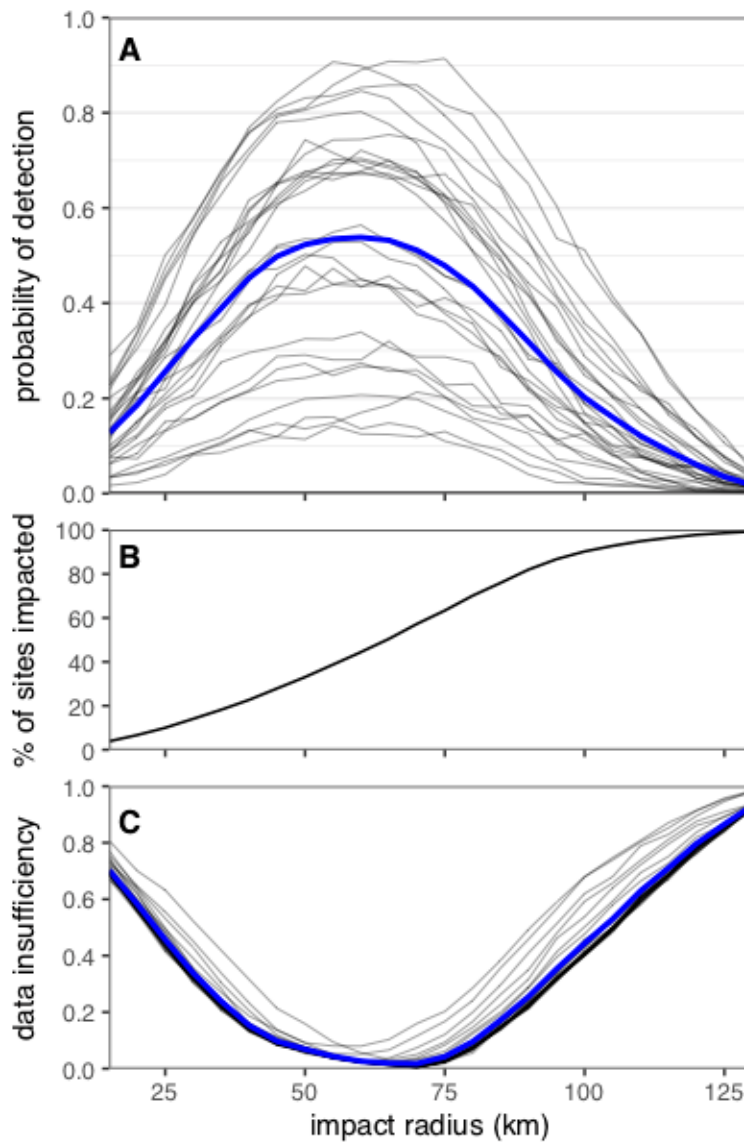 A
probability of detection
1.0
0.8
0.6
0.4
0.2
0.0
B
% of sites impacted
100
80
60
40
20
0
C
data insufficiency
1.0
0.8
0.6
0.4
0.2
0.0
25 50 75 100 125
impact radius (km)